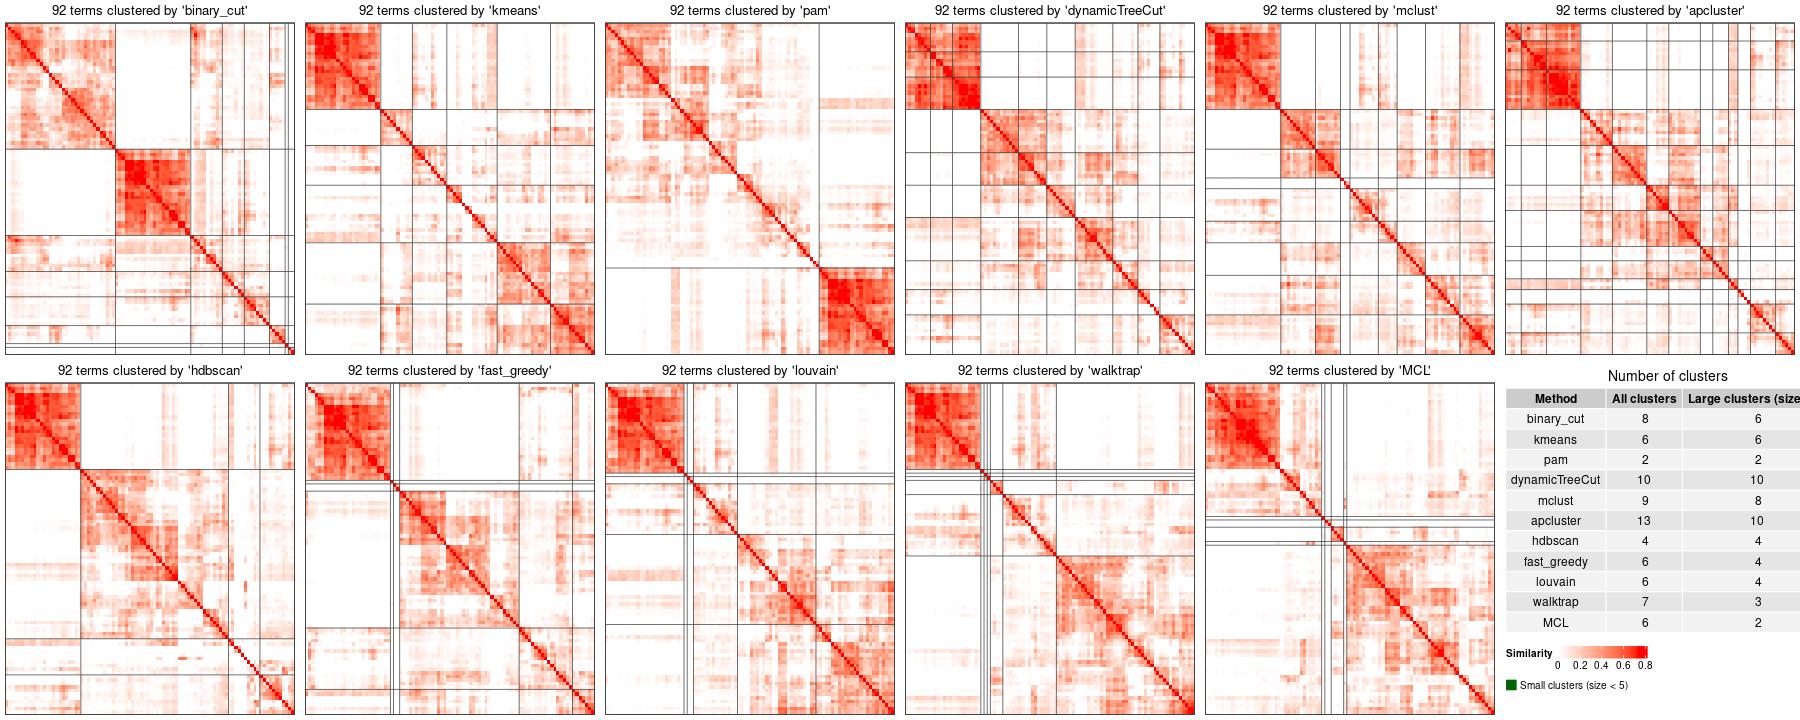 92 terms clustered by 'binary_cut'
92 terms clustered by 'kmeans'
92 terms clustered by 'pam'
92 terms clustered by 'dynamicTreeCut'
92 terms clustered by 'mclust'
92 terms clustered by 'apcluster'
92 terms clustered by 'hdbscan'
92 terms clustered by 'fast_greedy'
92 terms clustered by 'louvain'
92 terms clustered by 'walktrap'
92 terms clustered by 'MCL'
Number of clusters
Method All clusters Large clusters (size
binary_cut 8 6
kmeans 6 6
pam 2 2
dynamicTreeCut 10 10
mclust 9 8
apcluster 13 10
hdbscan 4 4
fast_greedy 6 4
louvain 6 4
walktrap 7 3
MCL 6 2
Similarity
0 0.2 0.4 0.6 0.8
Small clusters (size < 5)